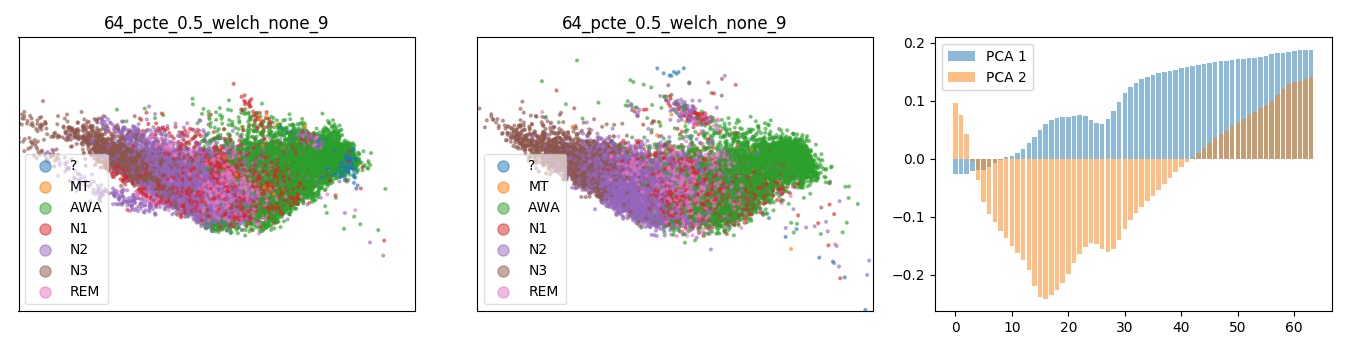 64_pcte_0.5_welch_none_9
?
MT
AWA
N1
N2
N3
REM
64_pcte_0.5_welch_none_9
?
MT
AWA
N1
N2
N3
REM
PCA 1
PCA 2
0.2
0.1
0.0
−0.1
−0.2
0 10 20 30 40 50 60